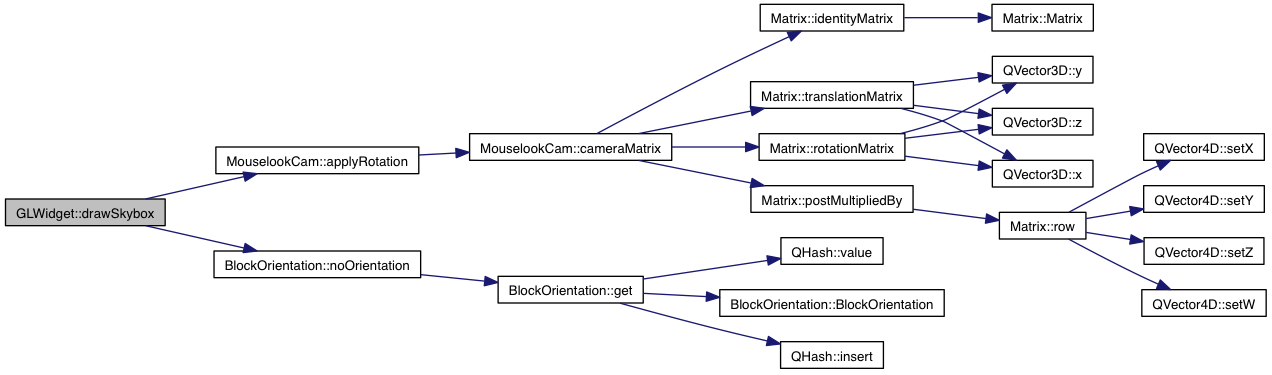 GLWidget::drawSkybox
MouselookCam::applyRotation
BlockOrientation::noOrientation
MouselookCam::cameraMatrix
BlockOrientation::get
Matrix::identityMatrix
Matrix::translationMatrix
Matrix::rotationMatrix
Matrix::postMultipliedBy
QHash::value
BlockOrientation::BlockOrientation
QHash::insert
Matrix::Matrix
QVector3D::y
QVector3D::z
QVector3D::x
Matrix::row
QVector4D::setX
QVector4D::setY
QVector4D::setZ
QVector4D::setW